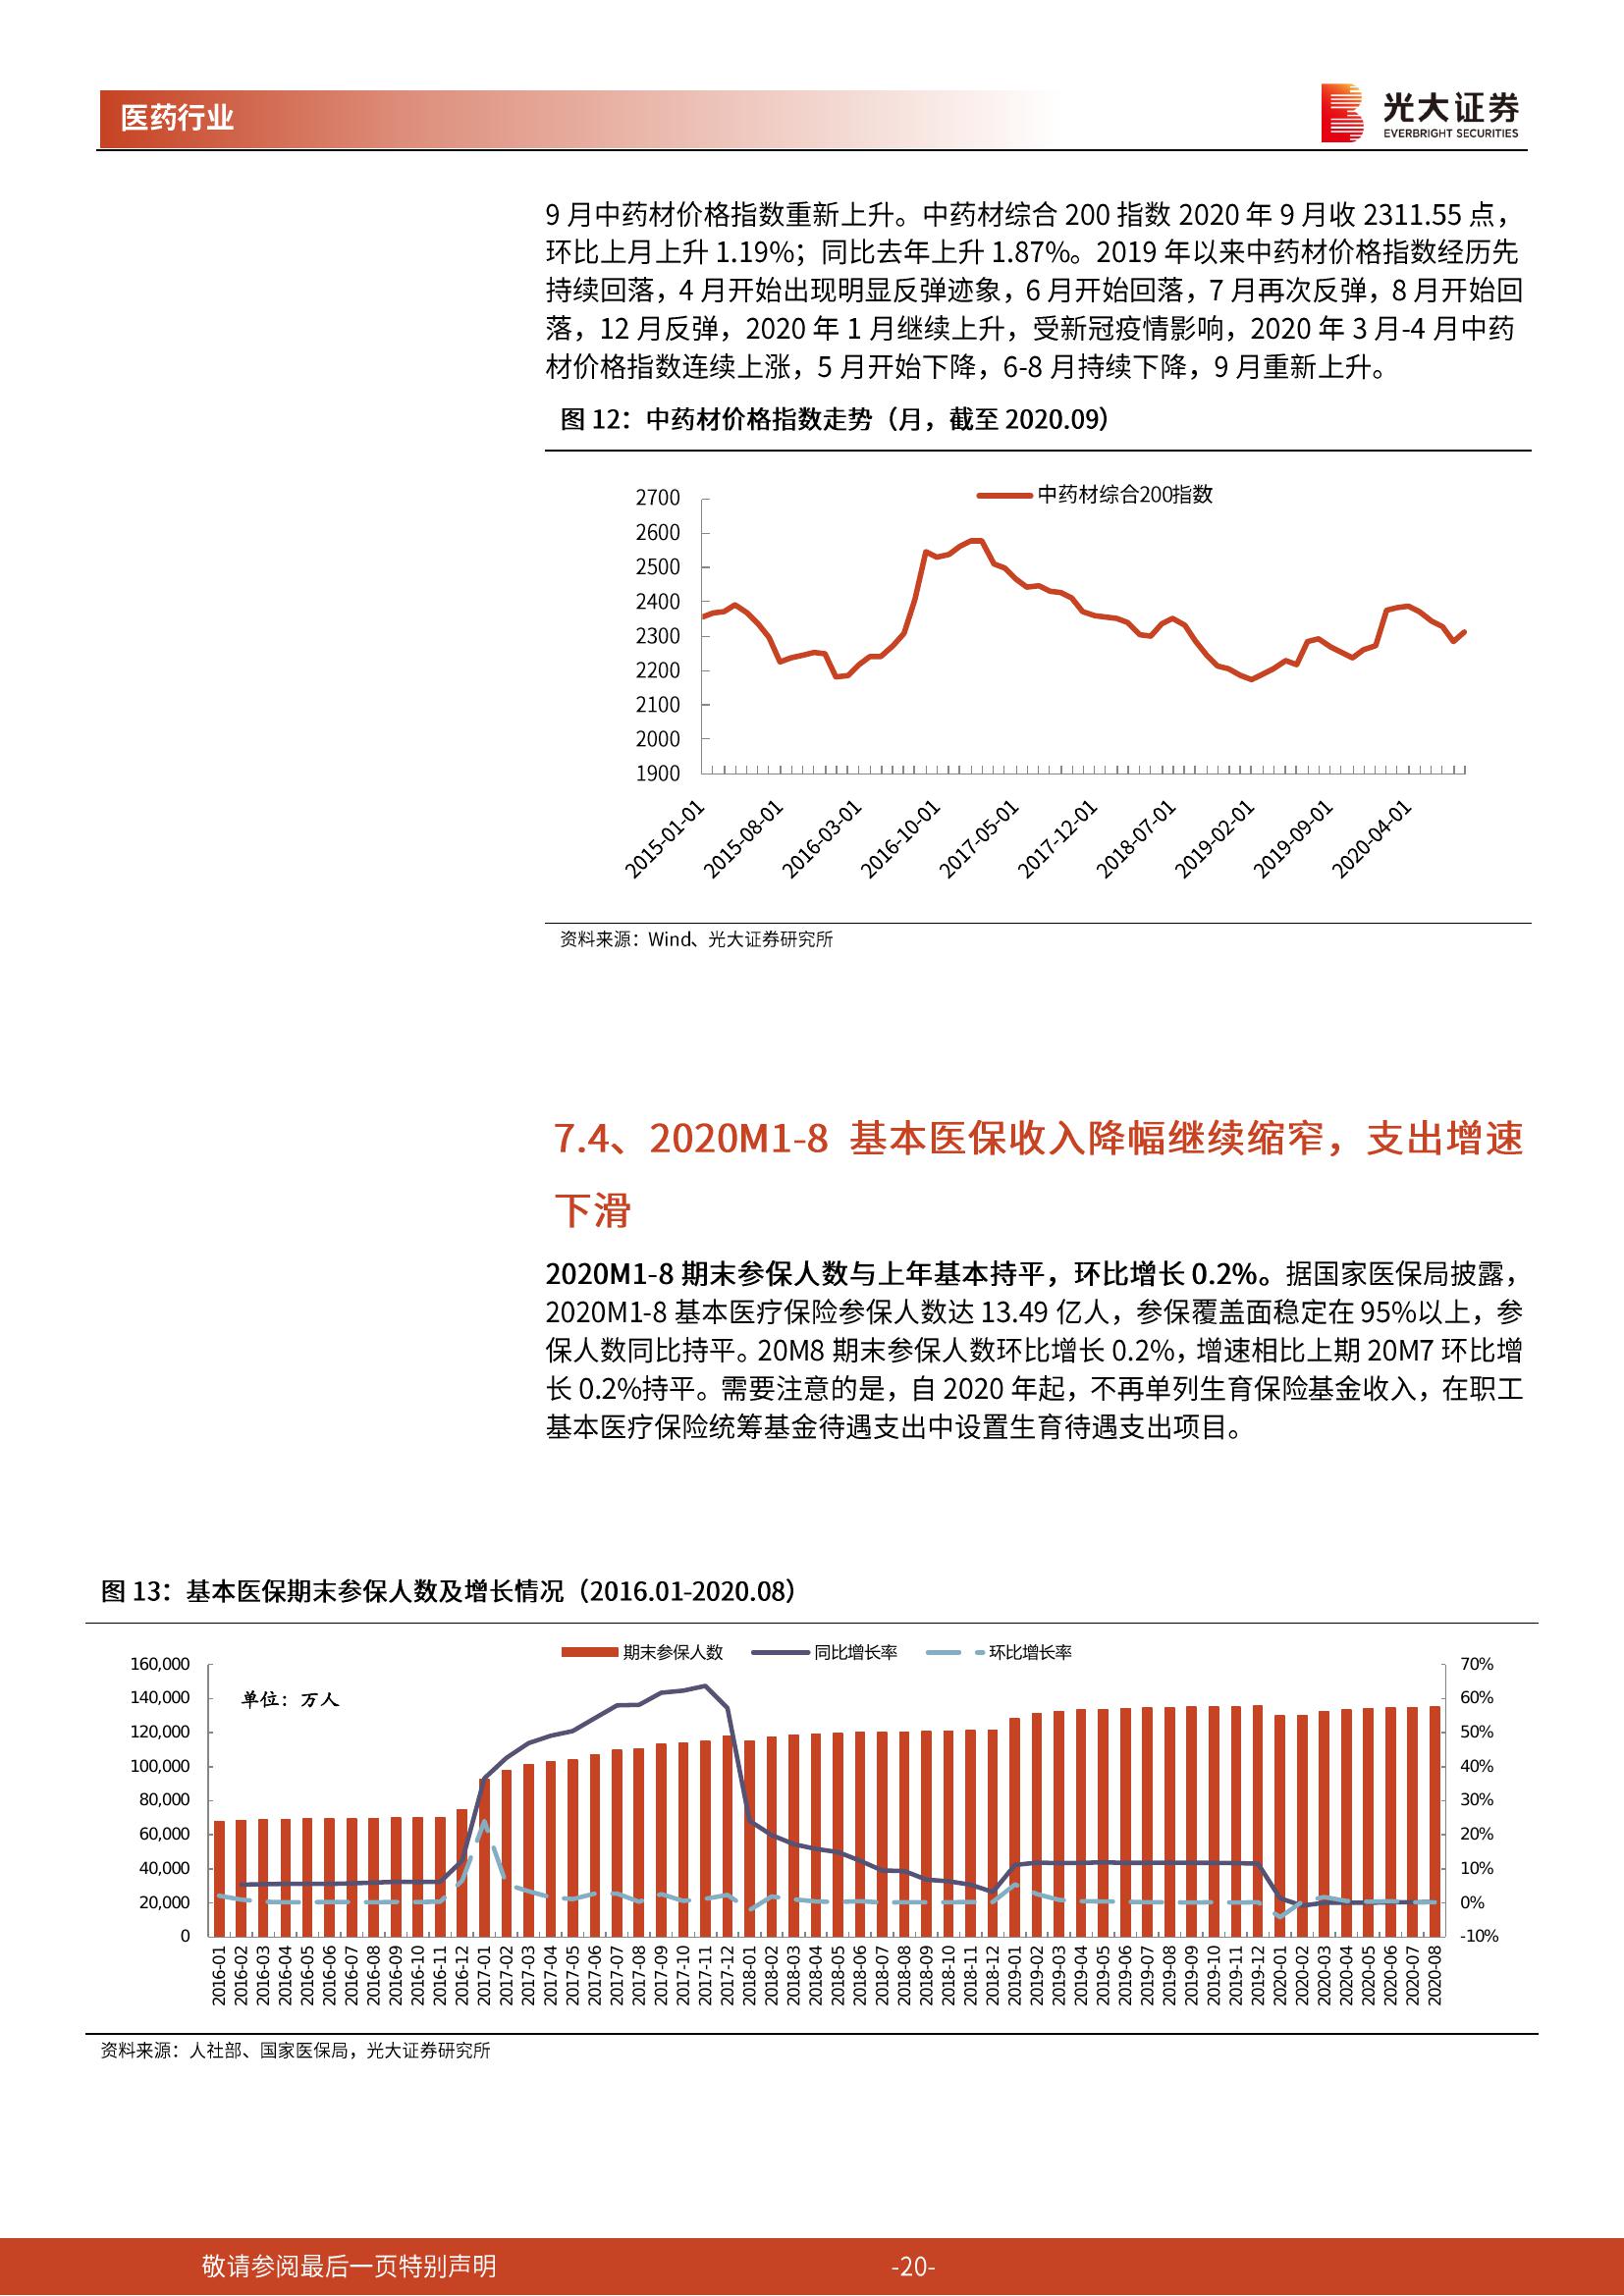 医药行业
光大证券
EVERBRIGHT SECURITIES
9 月中药材价格指数重新上升。中药材综合 200 指数 2020 年 9 月收 2311.55 点，
环比上月上升 1.19%；同比去年上升 1.87%。2019 年以来中药材价格指数经历先
持续回落，4 月开始出现明显反弹迹象，6 月开始回落，7 月再次反弹，8 月开始回
落，12 月反弹，2020 年 1 月继续上升，受新冠疫情影响，2020 年 3 月-4 月中药
材价格指数连续上涨，5 月开始下降，6-8 月持续下降，9 月重新上升。
图 12：中药材价格指数走势（月，截至 2020.09）
中药材综合200指数
2700
2600
2500
2400
2300
2200
2100
2000
1900
2015-01-01 2015-08-01 2016-03-01 2016-10-01 2017-05-01 2017-12-01 2018-07-01 2019-02-01 2019-09-01 2020-04-01
资料来源：Wind、光大证券研究所
7.4、2020M1-8 基本医保收入降幅继续缩窄，支出增速
下滑
2020M1-8 期末参保人数与上年基本持平，环比增长 0.2%。据国家医保局披露，
2020M1-8 基本医疗保险参保人数达 13.49 亿人，参保覆盖面稳定在 95%以上，参
保人数同比持平。20M8 期末参保人数环比增长 0.2%，增速相比上期 20M7 环比增
长 0.2%持平。需要注意的是，自 2020 年起，不再单列生育保险基金收入，在职工
基本医疗保险统筹基金待遇支出中设置生育待遇支出项目。
图 13：基本医保期末参保人数及增长情况（2016.01-2020.08）
期末参保人数 同比增长率 环比增长率
单位：万人
160,000 70%
140,000 60%
120,000 50%
100,000 40%
80,000 30%
60,000 20%
40,000 10%
20,000 0%
0 -10%
2016-01 2016-02 2016-03 2016-04 2016-05 2016-06 2016-07 2016-08 2016-09 2016-10 2016-11 2016-12 2017-01 2017-02 2017-03 2017-04 2017-05 2017-06 2017-07 2017-08 2017-09 2017-10 2017-11 2017-12 2018-01 2018-02 2018-03 2018-04 2018-05 2018-06 2018-07 2018-08 2018-09 2018-10 2018-11 2018-12 2019-01 2019-02 2019-03 2019-04 2019-05 2019-06 2019-07 2019-08 2019-09 2019-10 2019-11 2019-12 2020-01 2020-02 2020-03 2020-04 2020-05 2020-06 2020-07 2020-08
资料来源：人社部、国家医保局，光大证券研究所
敬请参阅最后一页特别声明 -20-